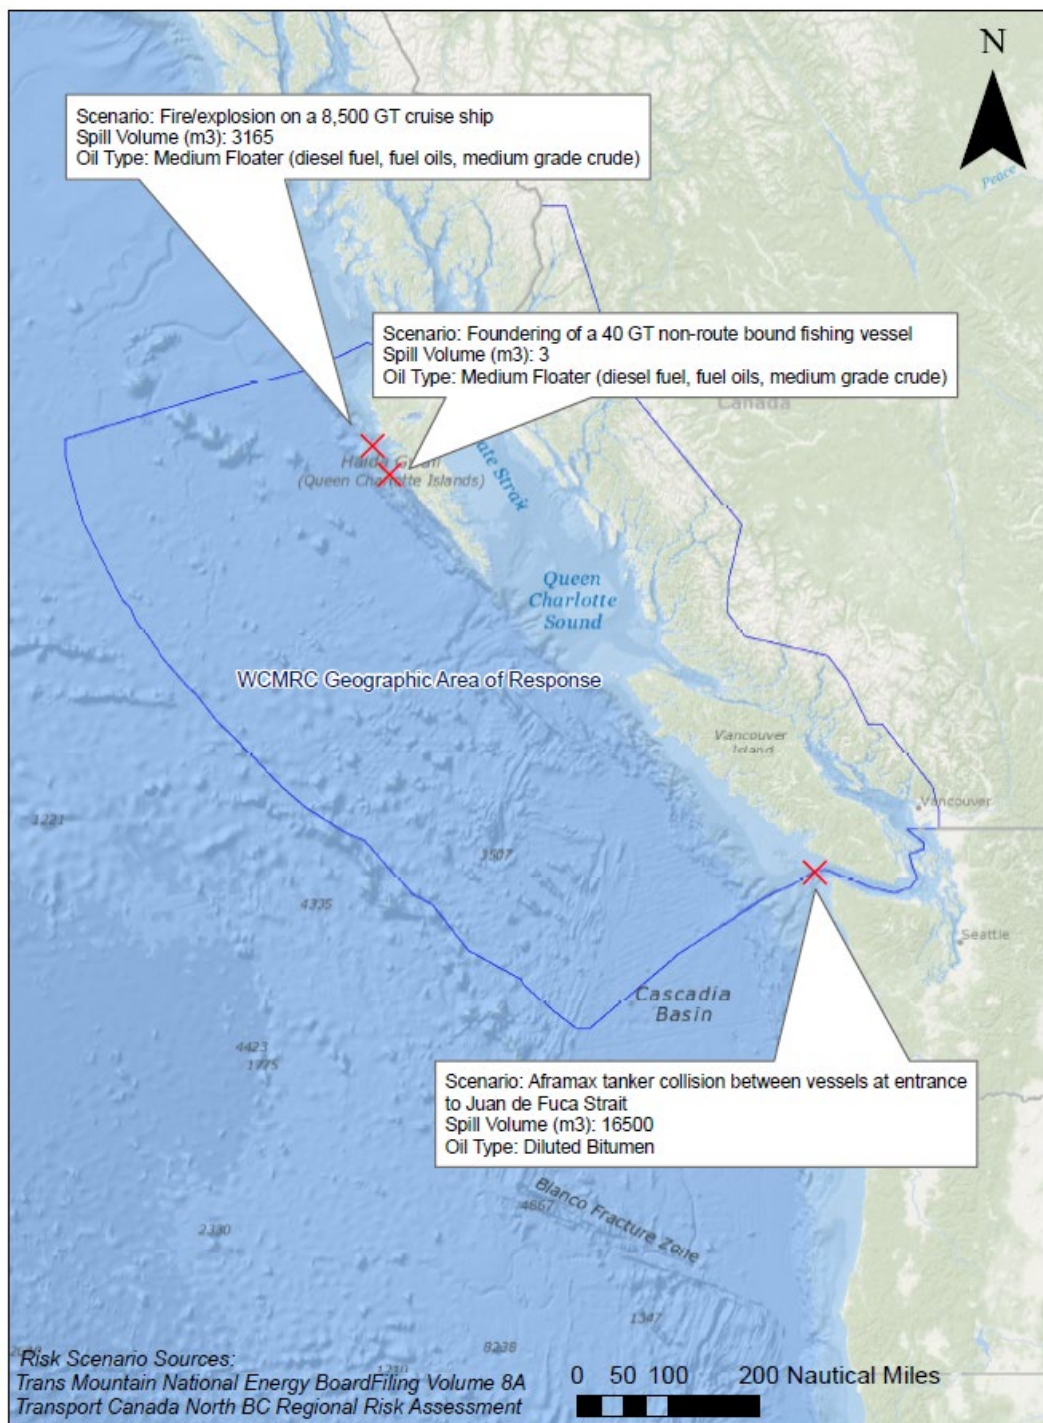 N
Scenario: Fire/explosion on a 8,500 GT cruise ship
Spill Volume (m3): 3165
Oil Type: Medium Floater (diesel fuel, fuel oils, medium grade crude)
Peace
Scenario: Foundering of a 40 GT non-route bound fishing vessel
Spill Volume (m3): 3
Oil Type: Medium Floater (diesel fuel, fuel oils, medium grade crude)
Canada
Haida Gwaii
(Queen Charlotte Islands)
ate Strait
Queen
Charlotte
Sound
WCMRC Geographic Area of Response
Vancouver
Island
Vancouver
1221
3507
4335
Seattle
Cascadia
Basin
4423
1775
Scenario: Aframax tanker collision between vessels at entrance
to Juan de Fuca Strait
Spill Volume (m3): 16500
Oil Type: Diluted Bitumen
Blanco Fracture Zone
4667
2330
1347
8238
Risk Scenario Sources:
Trans Mountain National Energy BoardFiling Volume 8A
Transport Canada North BC Regional Risk Assessment
0 50 100 200 Nautical Miles